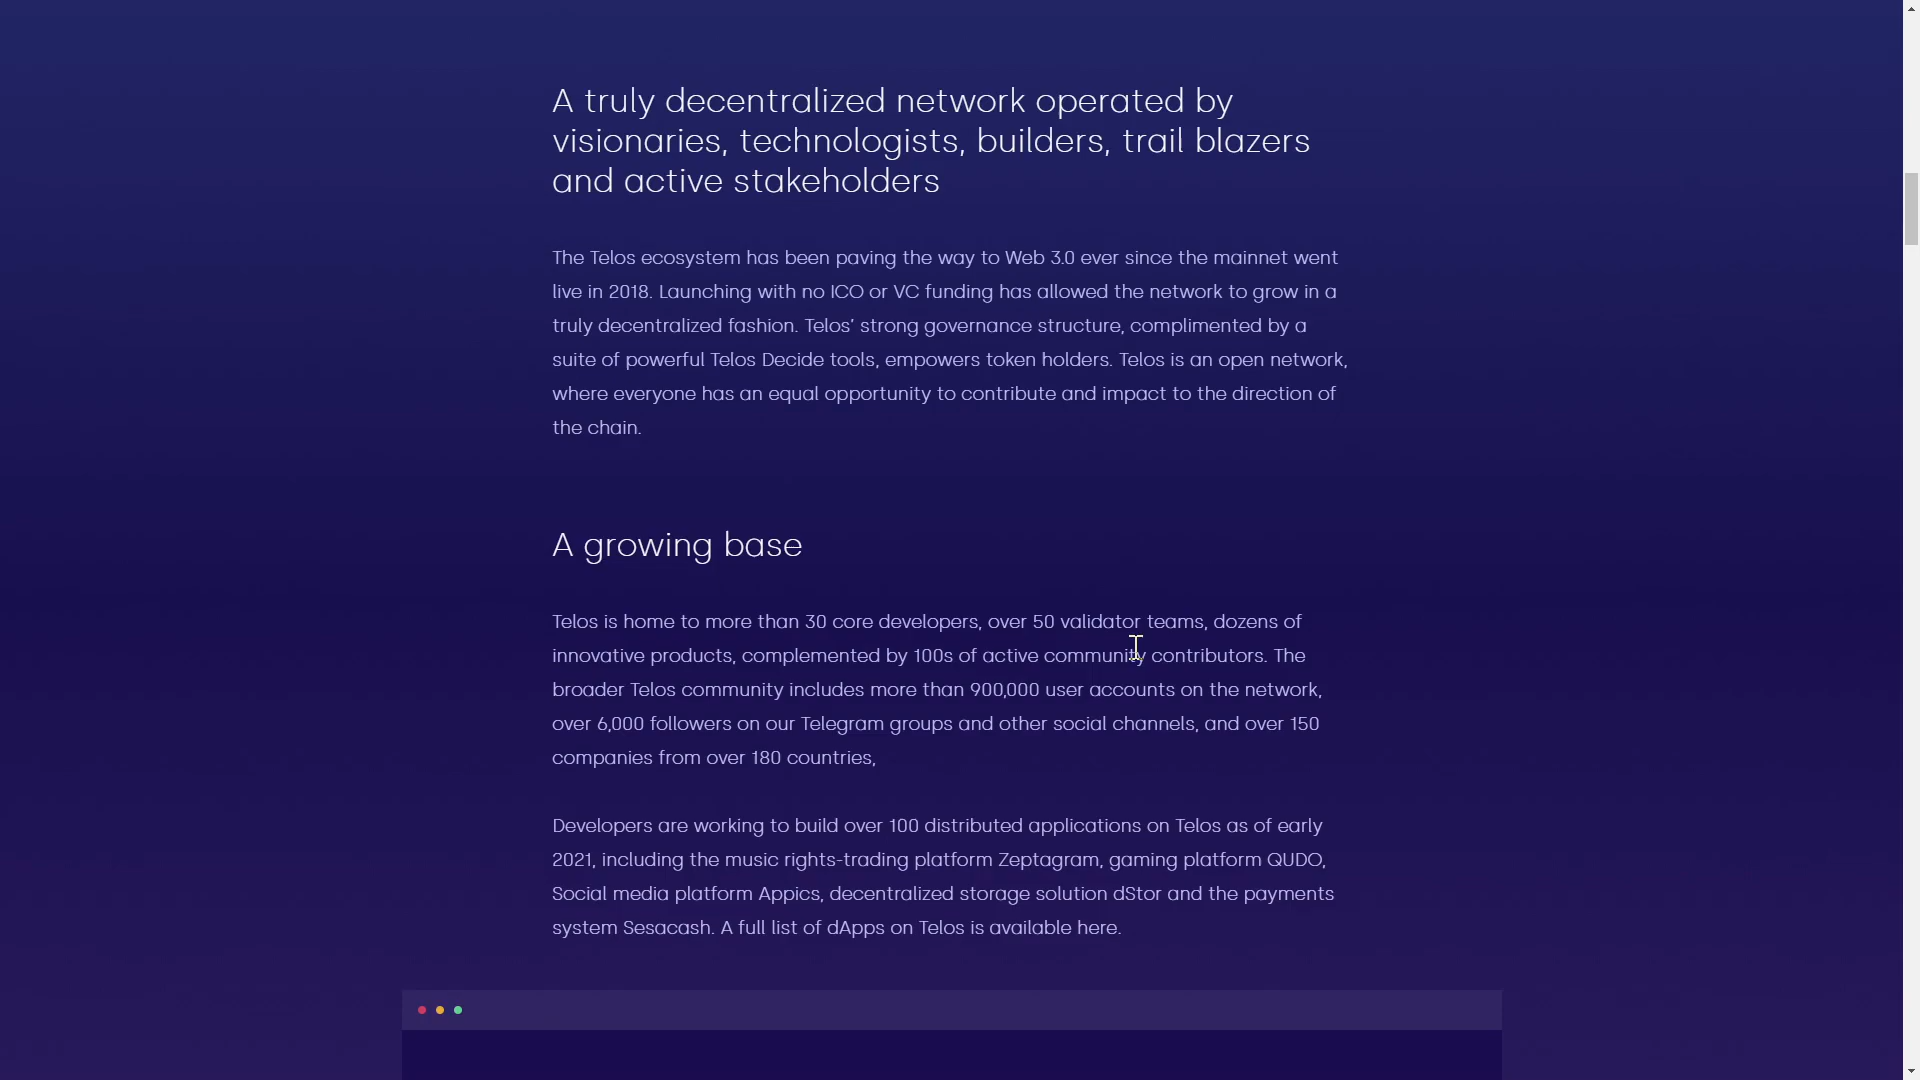 A truly decentralized network operated by
visionaries, technologists, builders, trail blazers
and active stakeholders
The Telos ecosystem has been paving the way to Web 3.0 ever since the mainnet went
live in 2018. Launching with no ICO or VC funding has allowed the network to grow in a
truly decentralized fashion. Telos’ strong governance structure, complimented by a
suite of powerful Telos Decide tools, empowers token holders. Telos is an open network,
where everyone has an equal opportunity to contribute and impact to the direction of
the chain.
A growing base
Telos is home to more than 30 core developers, over 50 validator teams, dozens of
innovative products, complemented by 100s of active community contributors. The
broader Telos community includes more than 900,000 user accounts on the network,
over 6,000 followers on our Telegram groups and other social channels, and over 150
companies from over 180 countries,
Developers are working to build over 100 distributed applications on Telos as of early
2021, including the music rights-trading platform Zeptagram, gaming platform QUDO,
Social media platform Appics, decentralized storage solution dStor and the payments
system Sesacash. A full list of dApps on Telos is available here.